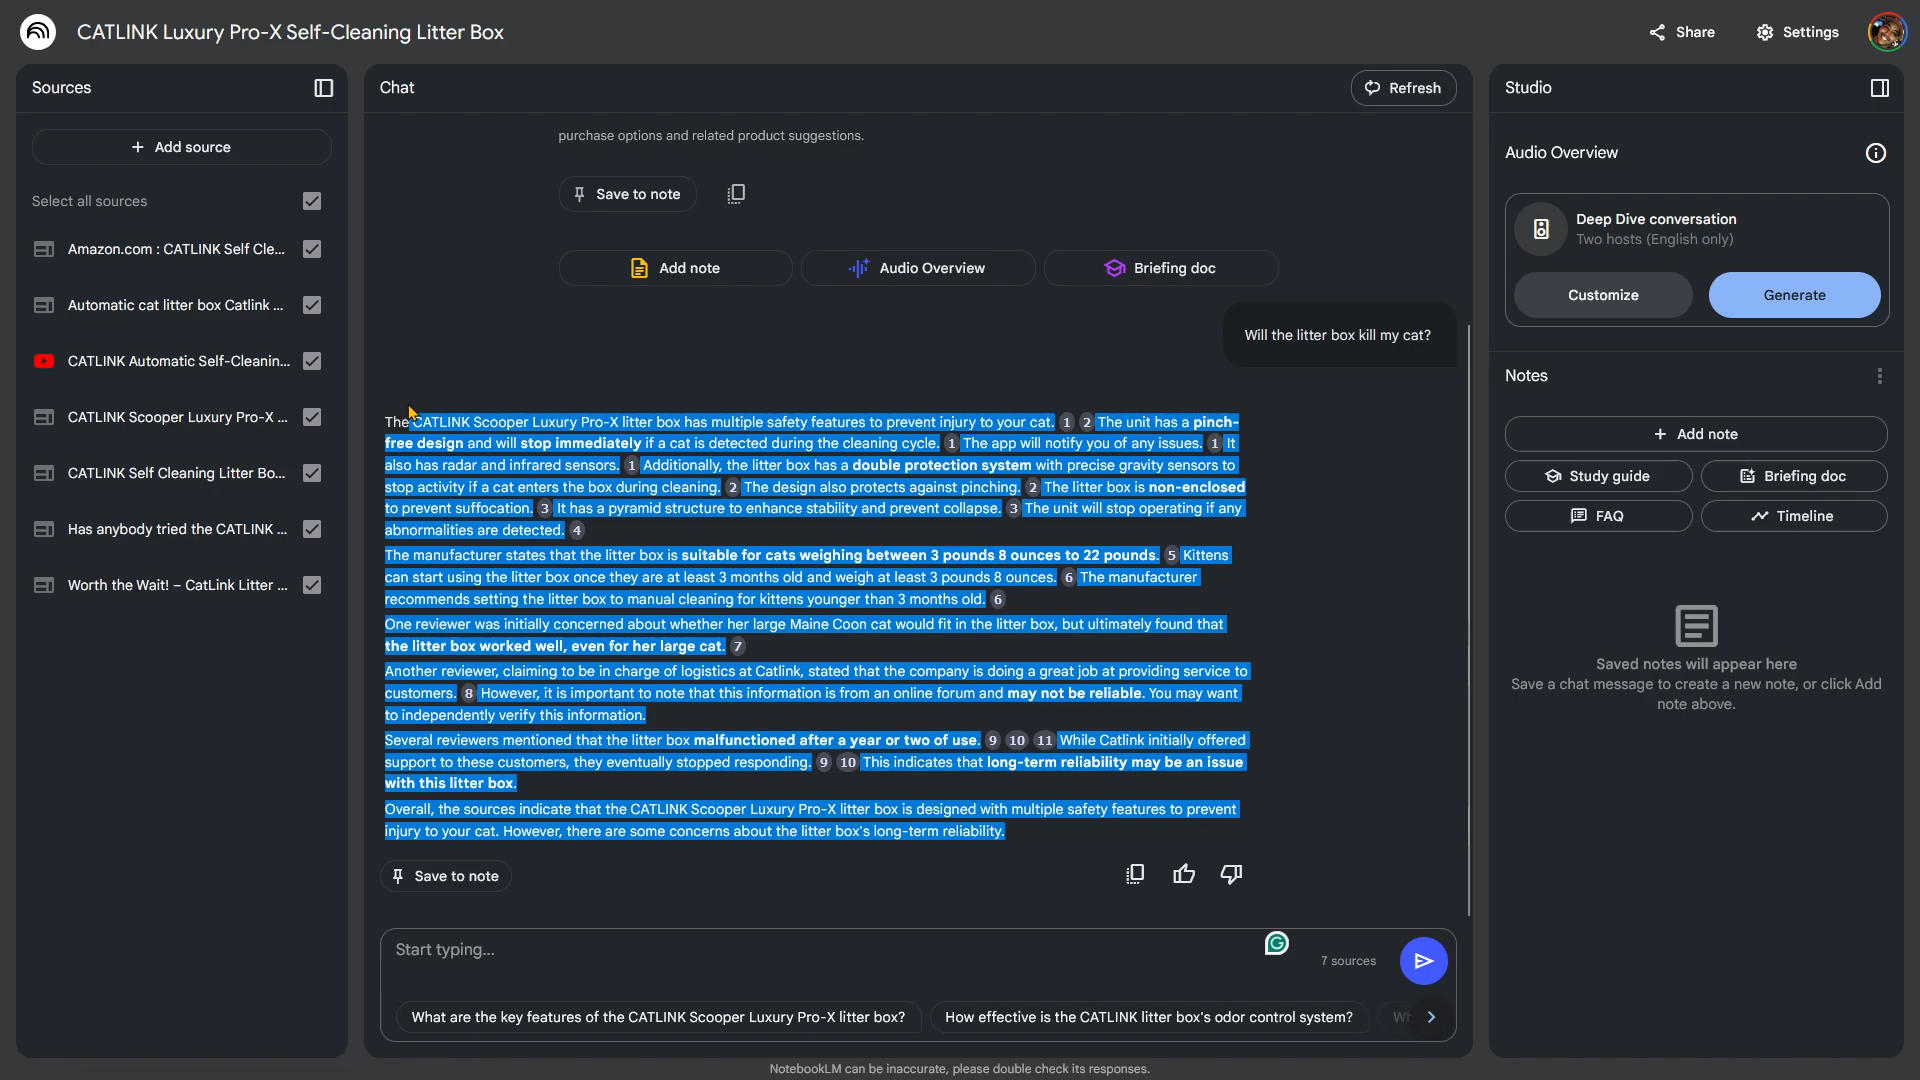 CATLINK Luxury Pro-X Self-Cleaning Litter Box
Share
Settings
Sources
Add source
Select all sources
Amazon.com : CATLINK Self Cle...
Automatic cat litter box Catlink ...
CATLINK Automatic Self-Cleanin...
CATLINK Scooper Luxury Pro-X ...
CATLINK Self Cleaning Litter Bo...
Has anybody tried the CATLINK ...
Worth the Wait! – CatLink Litter ...
Chat
Refresh
purchase options and related product suggestions.
Save to note
Add note
Audio Overview
Briefing doc
Will the litter box kill my cat?
The CATLINK Scooper Luxury Pro-X litter box has multiple safety features to prevent injury to your cat. 1 2 The unit has a pinch-
free design and will stop immediately if a cat is detected during the cleaning cycle. 1 The app will notify you of any issues. 1 It
also has radar and infrared sensors. 1 Additionally, the litter box has a double protection system with precise gravity sensors to
stop activity if a cat enters the box during cleaning. 2 The design also protects against pinching. 2 The litter box is non-enclosed
to prevent suffocation. 3 It has a pyramid structure to enhance stability and prevent collapse. 3 The unit will stop operating if any
abnormalities are detected. 4
The manufacturer states that the litter box is suitable for cats weighing between 3 pounds 8 ounces to 22 pounds. 5 Kittens
can start using the litter box once they are at least 3 months old and weigh at least 3 pounds 8 ounces. 6 The manufacturer
recommends setting the litter box to manual cleaning for kittens younger than 3 months old. 6
One reviewer was initially concerned about whether her large Maine Coon cat would fit in the litter box, but ultimately found that
the litter box worked well, even for her large cat. 7
Another reviewer, claiming to be in charge of logistics at Catlink, stated that the company is doing a great job at providing service to
customers. 8 However, it is important to note that this information is from an online forum and may not be reliable. You may want
to independently verify this information.
Several reviewers mentioned that the litter box malfunctioned after a year or two of use. 9 10 11 While Catlink initially offered
support to these customers, they eventually stopped responding. 9 10 This indicates that long-term reliability may be an issue
with this litter box.
Overall, the sources indicate that the CATLINK Scooper Luxury Pro-X litter box is designed with multiple safety features to prevent
injury to your cat. However, there are some concerns about the litter box's long-term reliability.
Save to note
Start typing...
7 sources
What are the key features of the CATLINK Scooper Luxury Pro-X litter box?
How effective is the CATLINK litter box's odor control system?
NotebookLM can be inaccurate, please double check its responses.
Studio
Audio Overview
Deep Dive conversation
Two hosts (English only)
Customize
Generate
Notes
Add note
Study guide
Briefing doc
FAQ
Timeline
Saved notes will appear here
Save a chat message to create a new note, or click Add
note above.